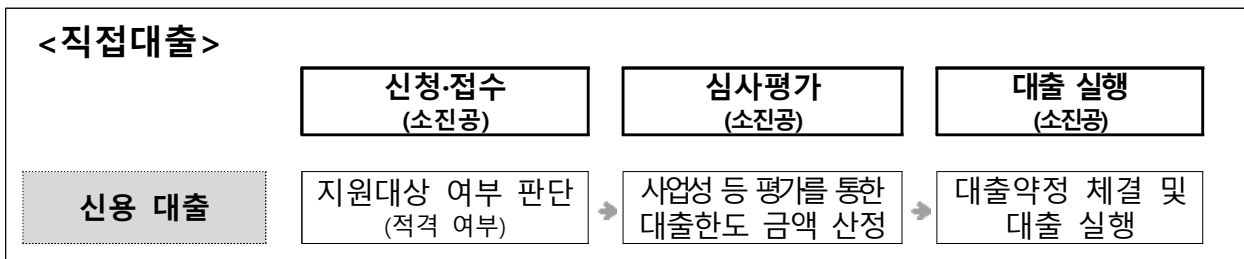 <직접대출>
신청·접수 심사평가 대출 실행
(소진공) (소진공) (소진공)
신용 대출
지원대상 여부 판단
(적격 여부)
사업성 등 평가를 통한
대출한도 금액 산정
대출약정 체결 및
대출 실행